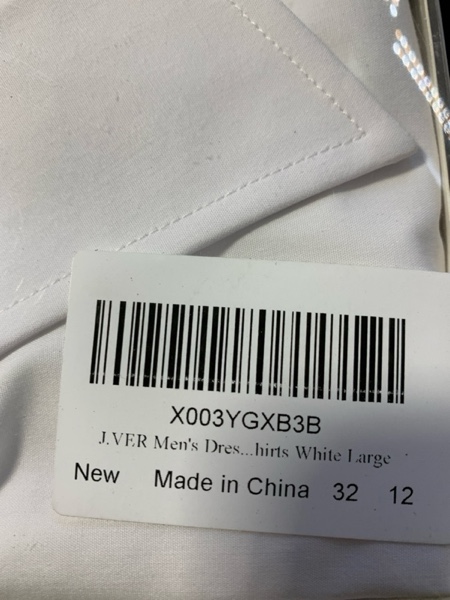 X003YGXB3B
J.VER Men's Dres...hirts White Large
New Made in China 32 12